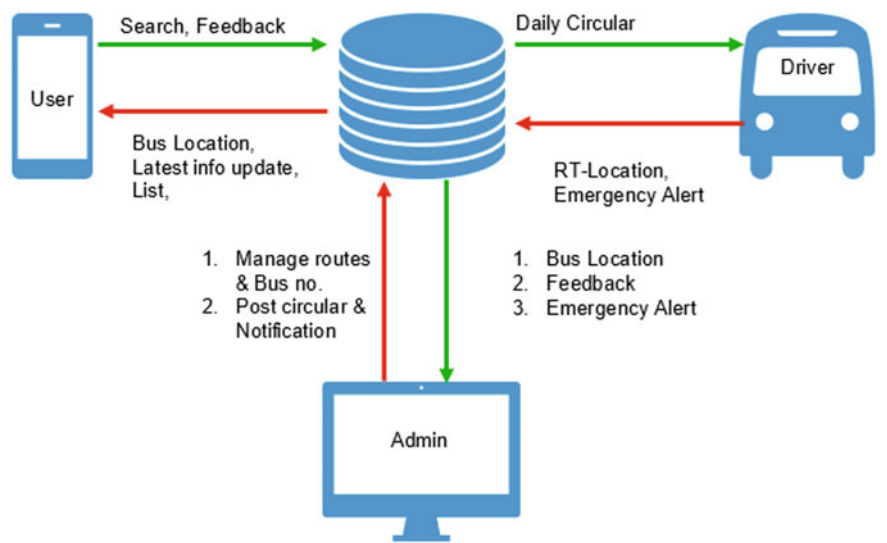 Search, Feedback
Daily Circular
User
Driver
Bus Location,
Latest info update,
List,
RT-Location,
Emergency Alert
1. Manage routes
& Bus no.
2. Post circular &
Notification
1. Bus Location
2. Feedback
3. Emergency Alert
Admin